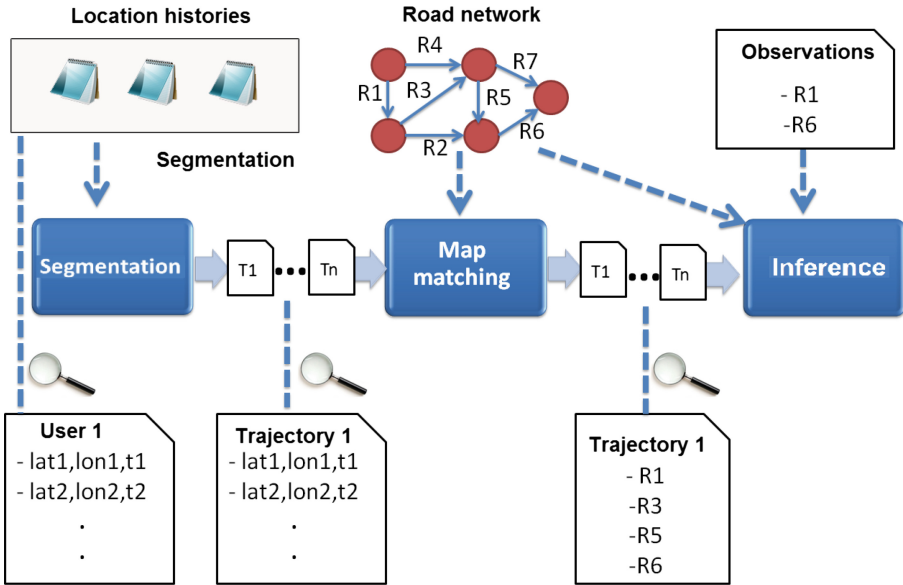 Location histories
Road network
R4
R7
R1
R3
R5
R2
R6
Observations
- R1
-R6
Segmentation
Segmentation
T1
Tn
Map
matching
T1
Tn
Inference
User 1
- lat1,lon1,t1
- lat2,lon2,t2
.
.
Trajectory 1
- lat1,lon1,t1
- lat2,lon2,t2
.
.
Trajectory 1
- R1
-R3
-R5
-R6